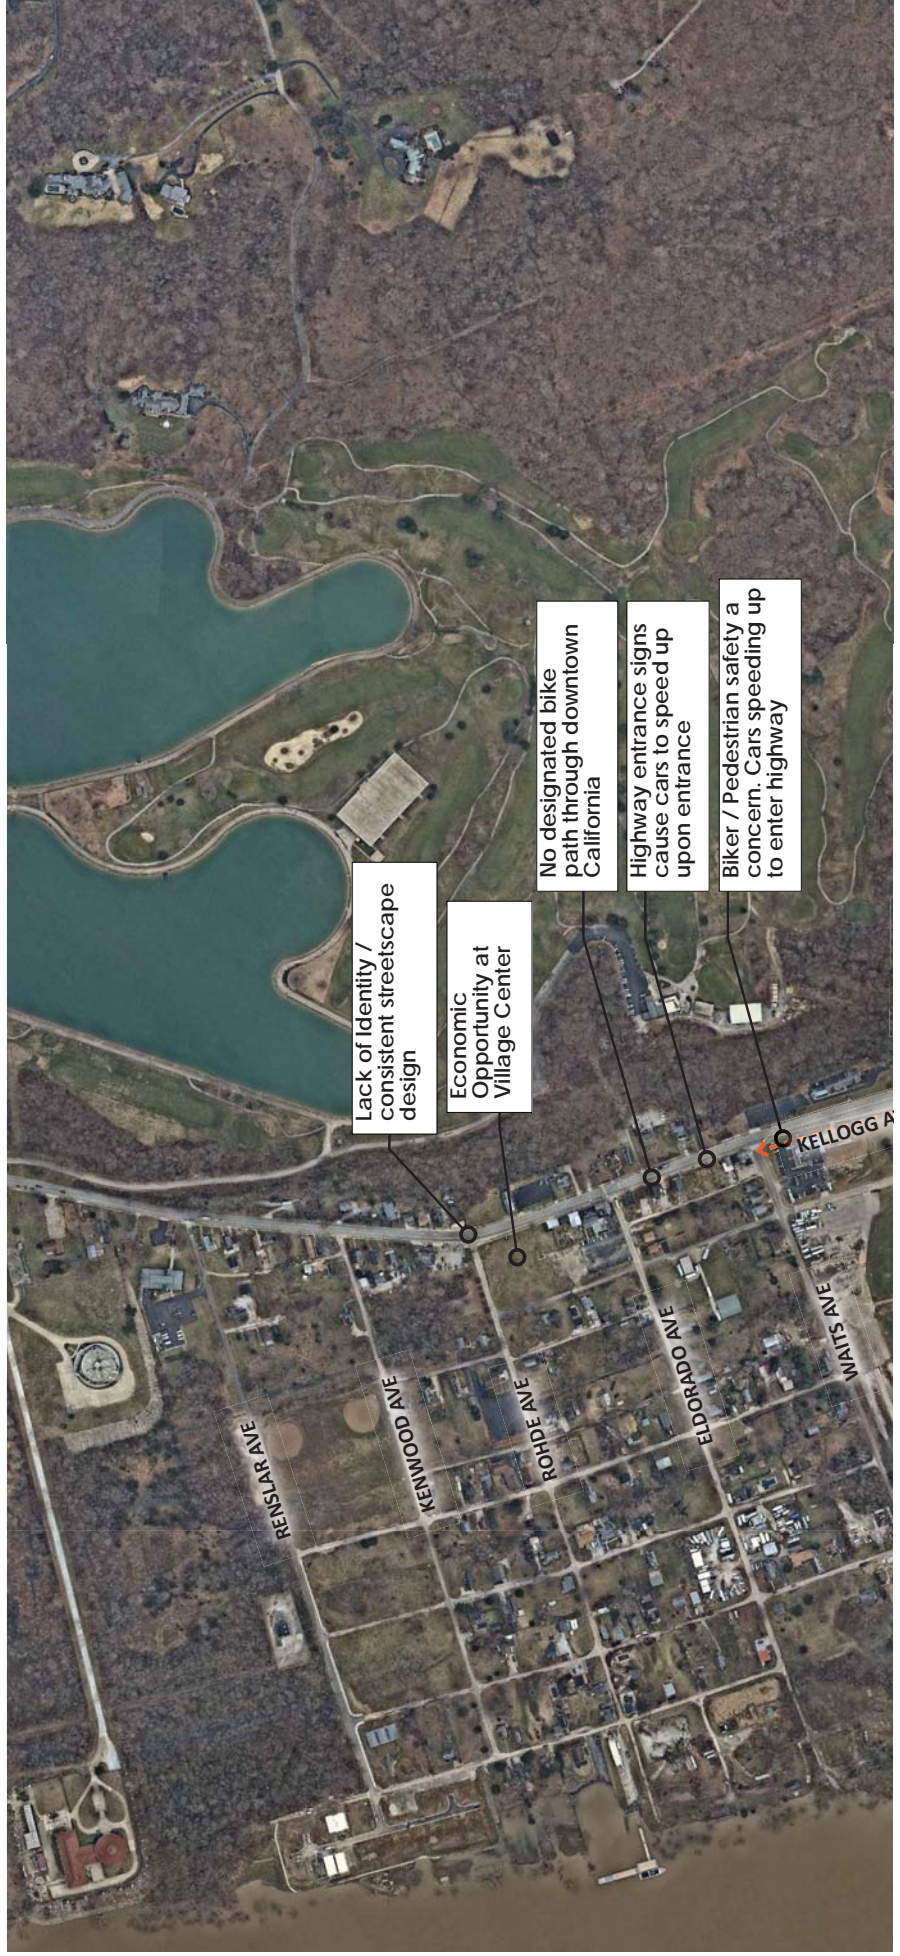 Lack of Identity /
consistent streetscape
design
Economic
Opportunity at
Village Center
No designated bike
path through downtown
California
Highway entrance signs
cause cars to speed up
upon entrance
Biker / Pedestrian safety a
concern. Cars speeding up
to enter highway
RENSLAR AVE
KENWOOD AVE
ROHDE AVE
ELDORADO AVE
WAITS AVE
KELLOGG A